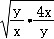 √(y/x · 4x/y)